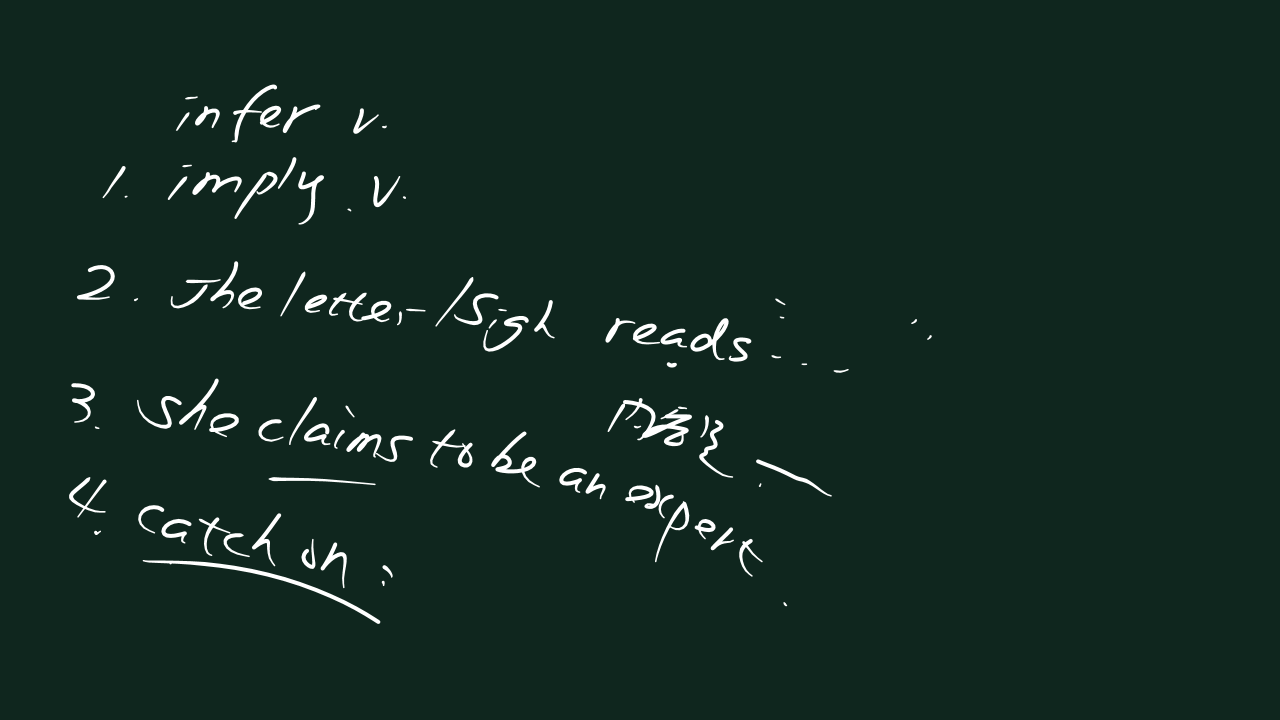 infer v.
1. imply. v.
2. The letter/Sign reads: "... "
内容是
3. She claims to be an expert.
4. catch on: